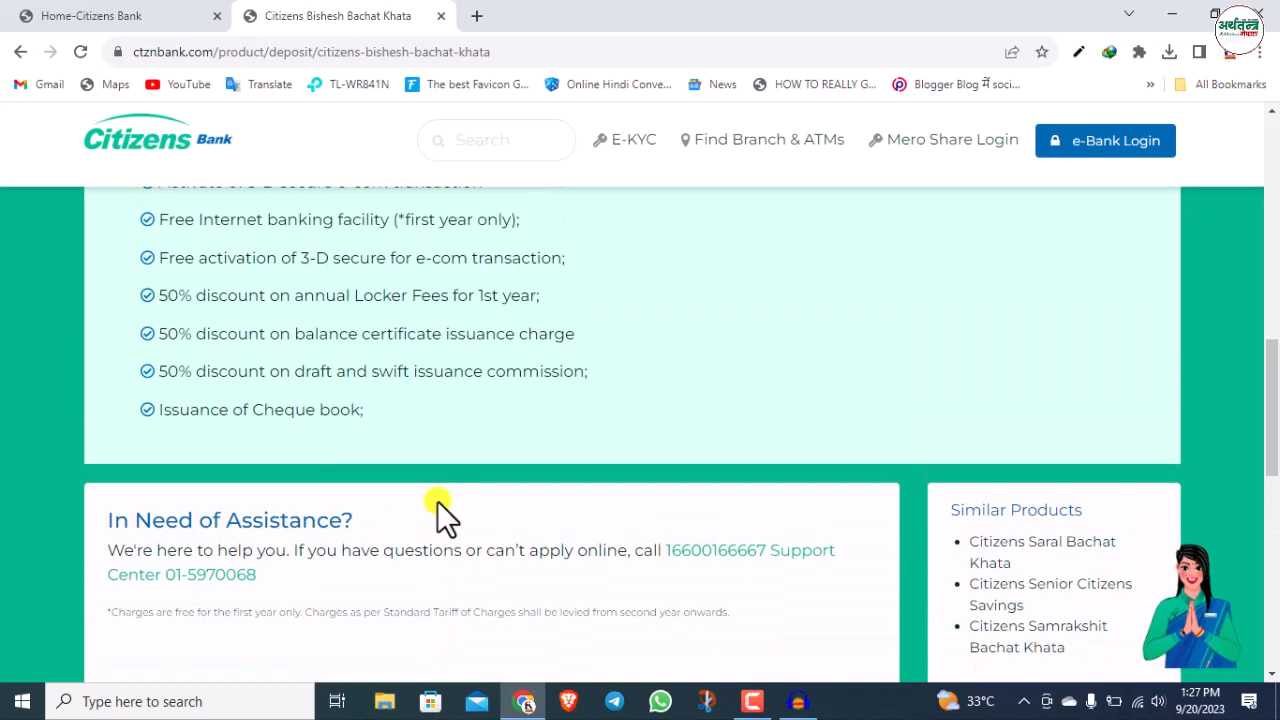 Home-Citizens Bank
Citizens Bishesh Bachat Khata
अर्थतन्त्र
नेपाल
ctznbank.com/product/deposit/citizens-bishesh-bachat-khata
Gmail
Maps
YouTube
Translate
TL-WR841N
The best Favicon G...
Online Hindi Conve...
News
HOW TO REALLY G...
Blogger Blog में soci...
»
All Bookmarks
Citizens Bank
Search
E-KYC
Find Branch & ATMs
Mero Share Login
e-Bank Login
Free Internet banking facility (*first year only);
Free activation of 3-D secure for e-com transaction;
50% discount on annual Locker Fees for 1st year;
50% discount on balance certificate issuance charge
50% discount on draft and swift issuance commission;
Issuance of Cheque book;
In Need of Assistance?
We're here to help you. If you have questions or can't apply online, call 16600166667 Support
Center 01-5970068
*Charges are free for the first year only. Charges as per Standard Tariff of Charges shall be levied from second year onwards.
Similar Products
Citizens Saral Bachat
Khata
Citizens Senior Citizens
Savings
Citizens Samrakshit
Bachat Khata
Type here to search
33°C
1:27 PM
9/20/2023